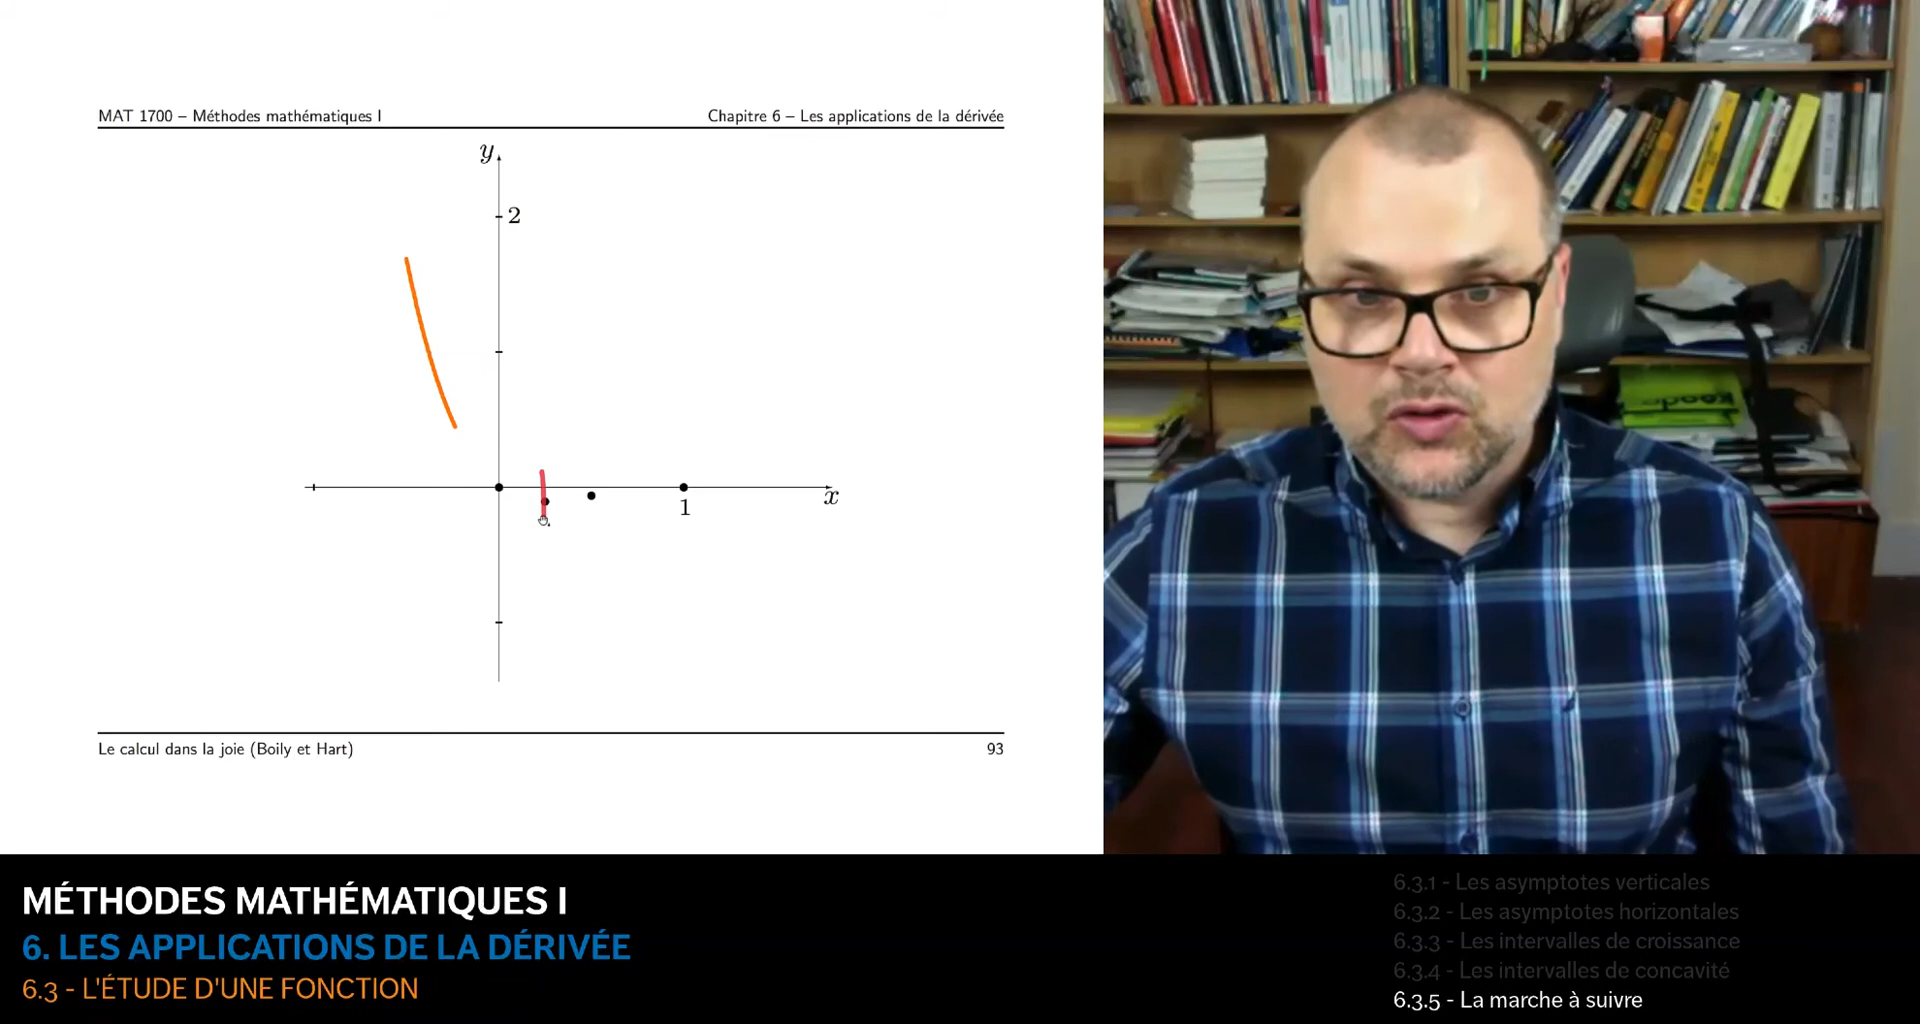 MAT 1700 – Méthodes mathématiques I
Chapitre 6 – Les applications de la dérivée
y
2
x
1
Le calcul dans la joie (Boily et Hart)
93
MÉTHODES MATHÉMATIQUES I
6. LES APPLICATIONS DE LA DÉRIVÉE
6.3 - L'ÉTUDE D'UNE FONCTION
6.3.1 - Les asymptotes verticales
6.3.2 - Les asymptotes horizontales
6.3.3 - Les intervalles de croissance
6.3.4 - Les intervalles de concavité
6.3.5 - La marche à suivre